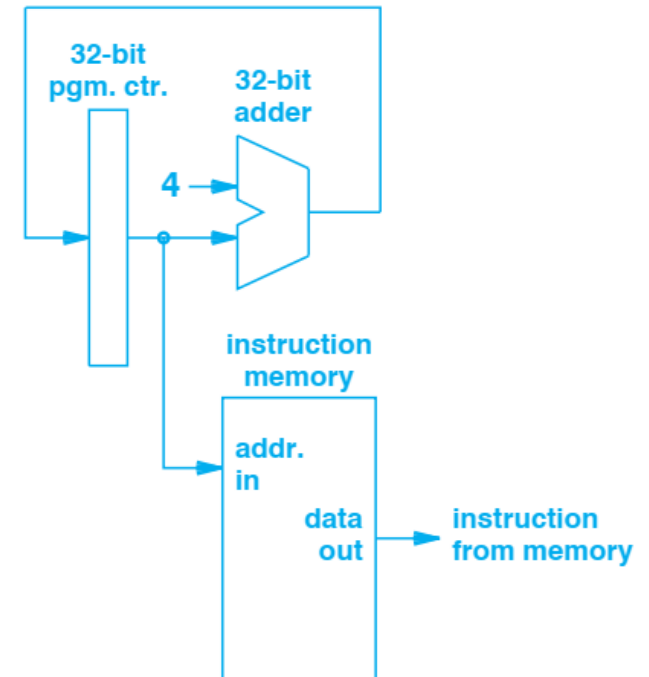 32-bit
pgm. ctr.
32-bit
adder
4
instruction
memory
addr.
in
data
out
instruction
from memory